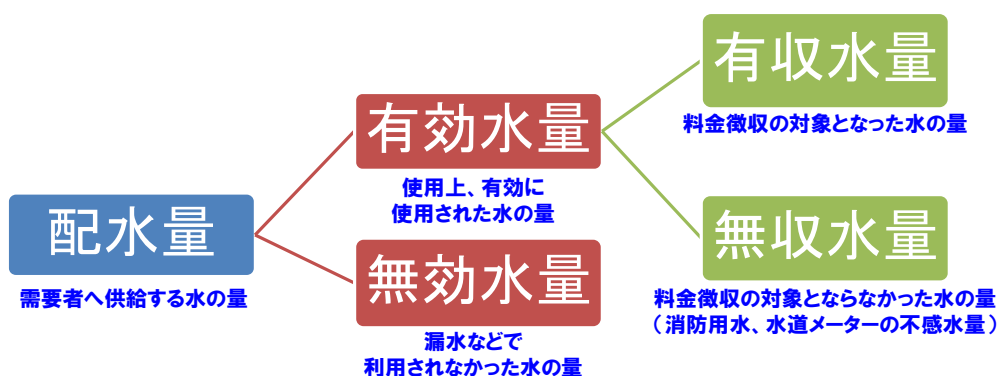 配水量
需要者へ供給する水の量
有効水量
使用上、有効に
使用された水の量
無効水量
漏水などで
利用されなかった水の量
有収水量
料金徴収の対象となった水の量
無収水量
料金徴収の対象とならなかった水の量
（消防用水、水道メーターの不感水量）